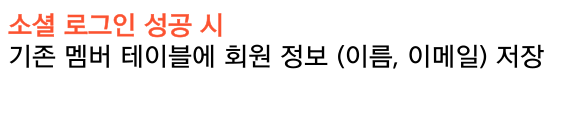 소셜 로그인 성공 시
기존 멤버 테이블에 회원 정보 (이름, 이메일) 저장